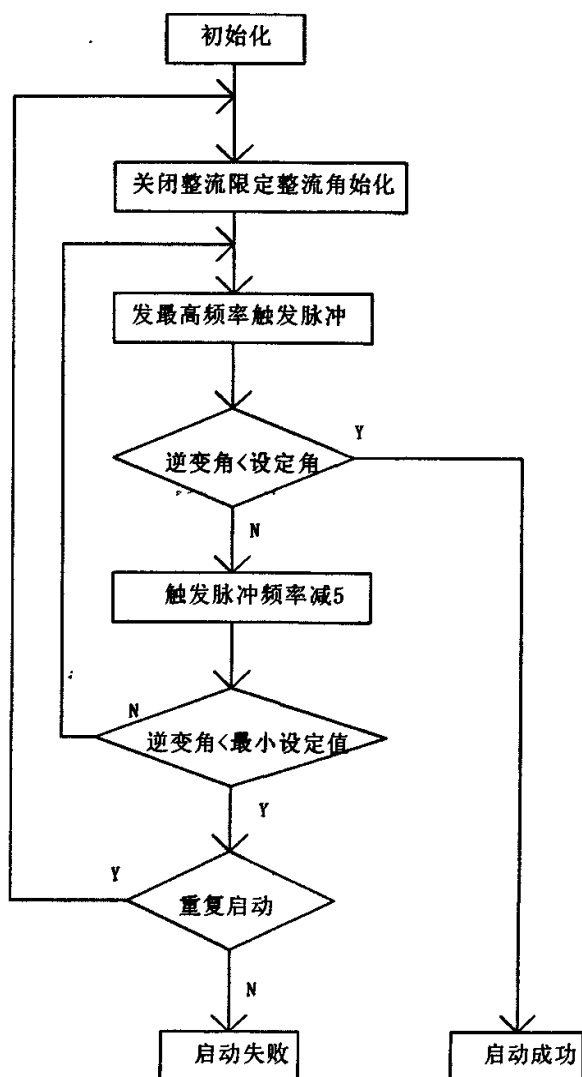 初始化
关闭整流限定整流角始化
发最高频率触发脉冲
逆变角<设定角
Y
N
触发脉冲频率减5
N
逆变角<最小设定值
Y
Y
重复启动
N
启动失败
启动成功